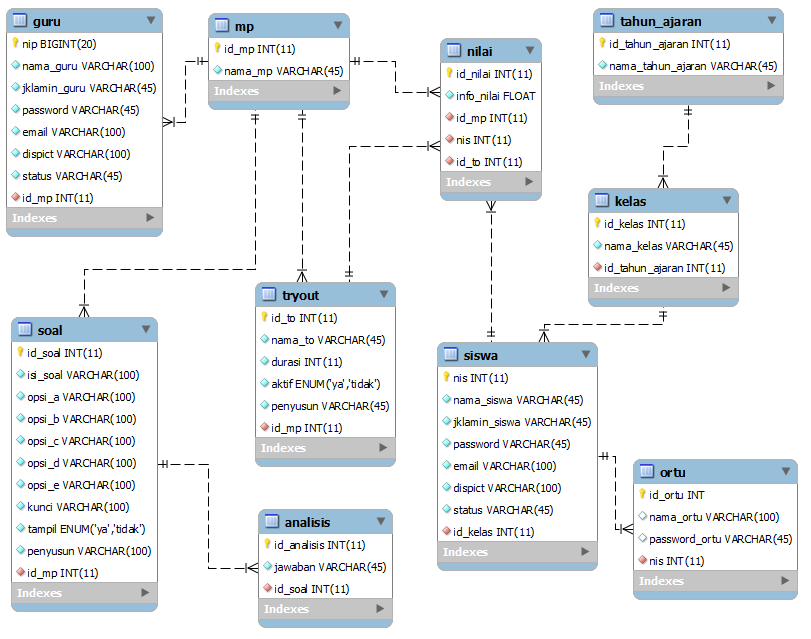 guru
nip BIGINT(20)
nama_guru VARCHAR(100)
jklamin_guru VARCHAR(45)
password VARCHAR(45)
email VARCHAR(100)
dispict VARCHAR(100)
status VARCHAR(45)
id_mp INT(11)
Indexes
mp
id_mp INT(11)
nama_mp VARCHAR(45)
Indexes
nilai
id_nilai INT(11)
info_nilai FLOAT
id_mp INT(11)
nis INT(11)
id_to INT(11)
Indexes
tahun_ajaran
id_tahun_ajaran INT(11)
nama_tahun_ajaran VARCHAR(45)
Indexes
kelas
id_kelas INT(11)
nama_kelas VARCHAR(45)
id_tahun_ajaran INT(11)
Indexes
soal
id_soal INT(11)
isi_soal VARCHAR(100)
opsi_a VARCHAR(100)
opsi_b VARCHAR(100)
opsi_c VARCHAR(100)
opsi_d VARCHAR(100)
opsi_e VARCHAR(100)
kunci VARCHAR(100)
tampil ENUM('ya','tidak')
penyusun VARCHAR(100)
id_mp INT(11)
Indexes
tryout
id_to INT(11)
nama_to VARCHAR(45)
durasi INT(11)
aktif ENUM('ya','tidak')
penyusun VARCHAR(45)
id_mp INT(11)
Indexes
siswa
nis INT(11)
nama_siswa VARCHAR(45)
jklamin_siswa VARCHAR(45)
password VARCHAR(45)
email VARCHAR(100)
dispict VARCHAR(100)
status VARCHAR(45)
id_kelas INT(11)
Indexes
ortu
id_ortu INT
nama_ortu VARCHAR(100)
password_ortu VARCHAR(45)
nis INT(11)
Indexes
analisis
id_analisis INT(11)
jawaban VARCHAR(45)
id_soal INT(11)
Indexes